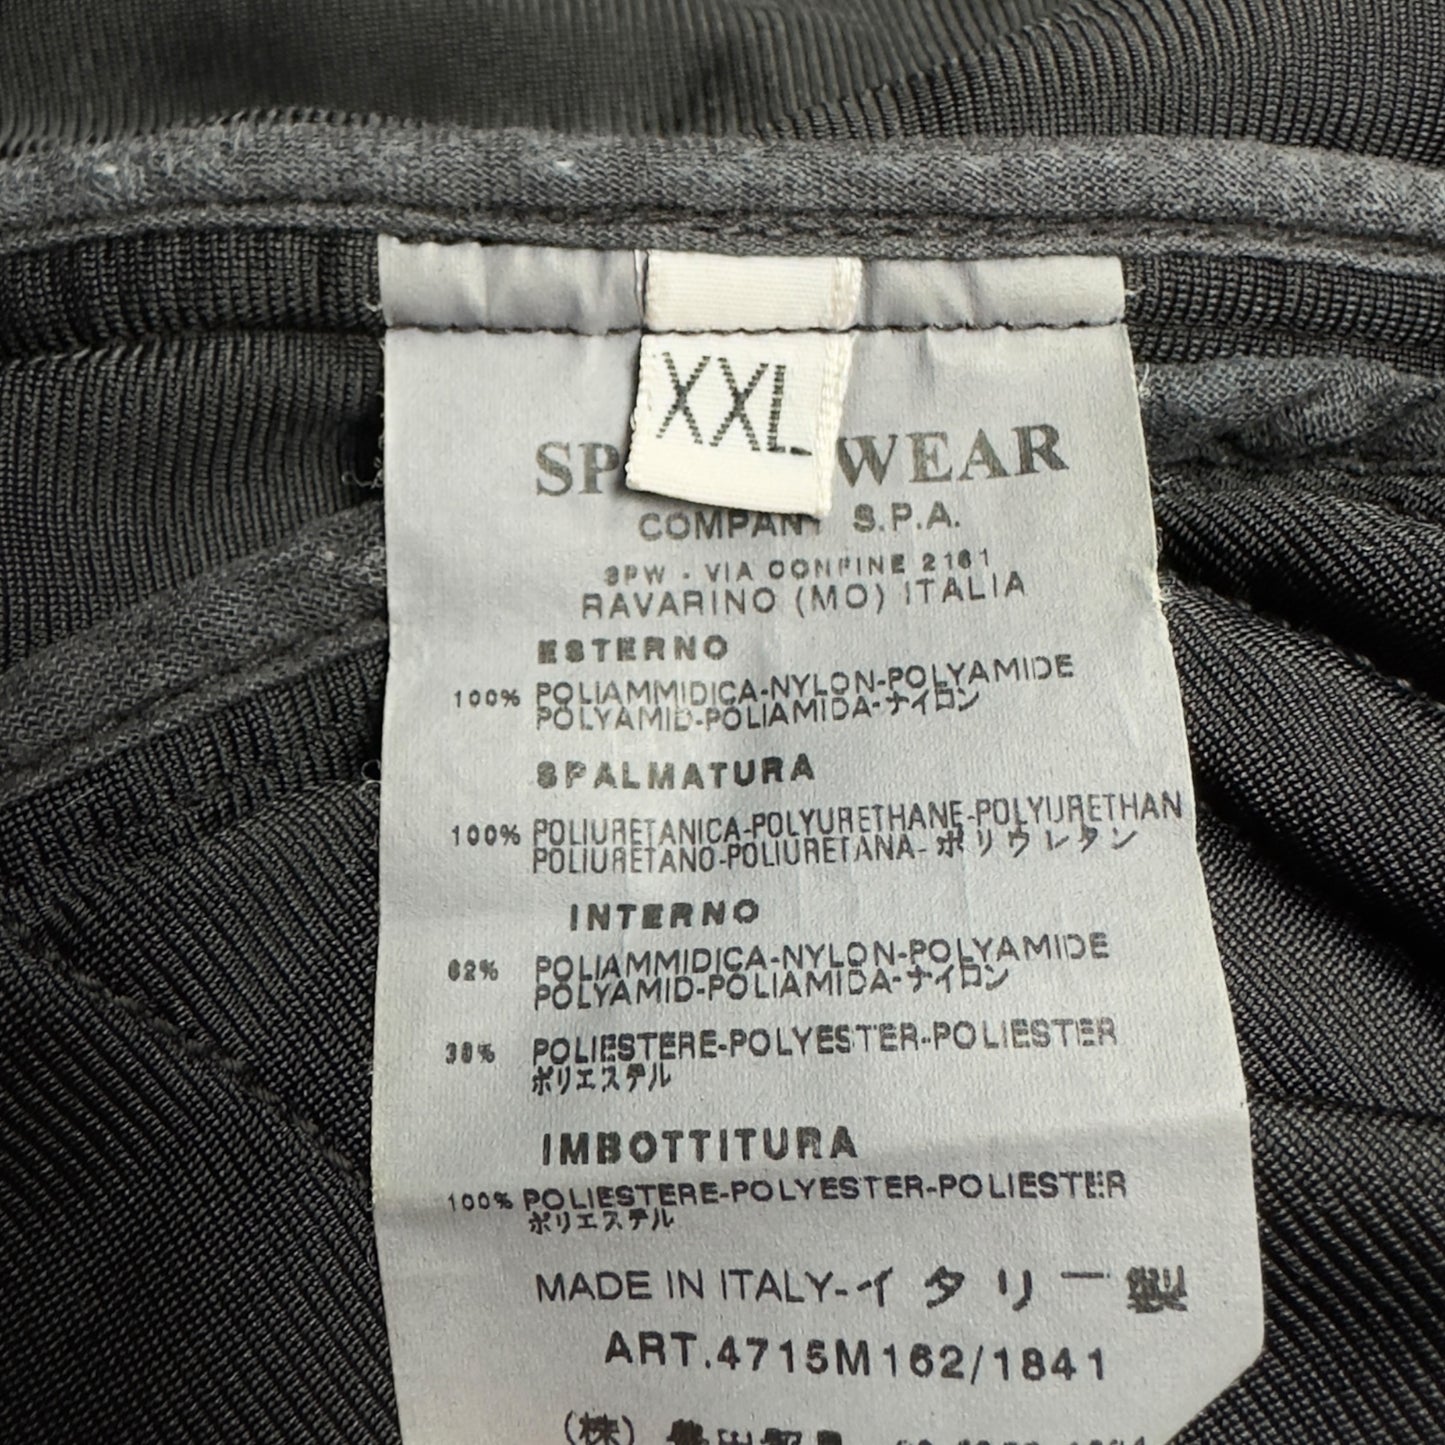 XXL
WEAR
COMPANY S.P.A.
SPW - VIA CONFINE 2161
RAVARINO (MO) ITALIA
ESTERNO
100% POLIAMMIDICA-NYLON-POLYAMIDE
POLYAMID-POLIAMIDA-ナイロン
SPALMATURA
100% POLIURETANICA-POLYURETHANE-POLYURETHAN
POLIURETANO-POLIURETANA-ポリウレタン
INTERNO
62% POLIAMMIDICA-NYLON-POLYAMIDE
POLYAMID-POLIAMIDA-ナイロン
38% POLIESTERE-POLYESTER-POLIESTER
ポリエステル
IMBOTTITURA
100% POLIESTERE-POLYESTER-POLIESTER
ポリエステル
MADE IN ITALY-イタリー製
ART.4715M162/1841
(株)